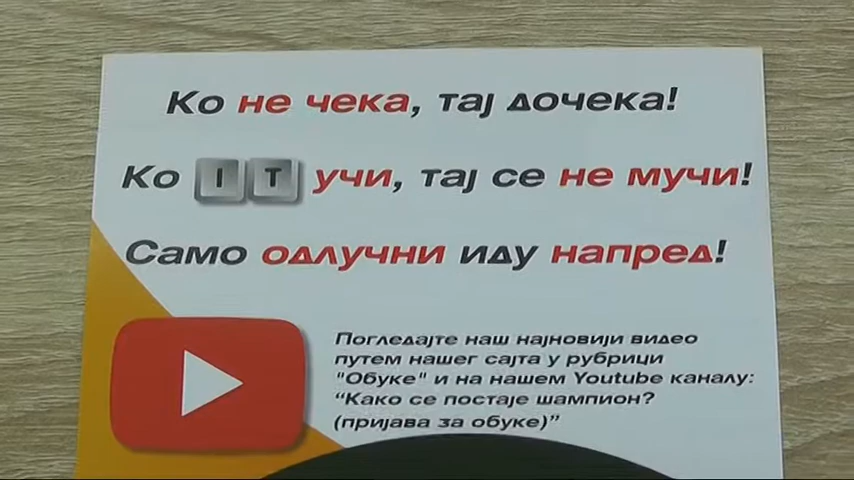 Ко не чека, тај дочека!
Ко IT учи, тај се не мучи!
Само одлучни иду напред!
Погледајте наш најновији видео
путем нашег сајта у рубрици
"Обуке" и на нашем Youtube каналу:
“Како се постаје шампион?
(пријава за обуке)”